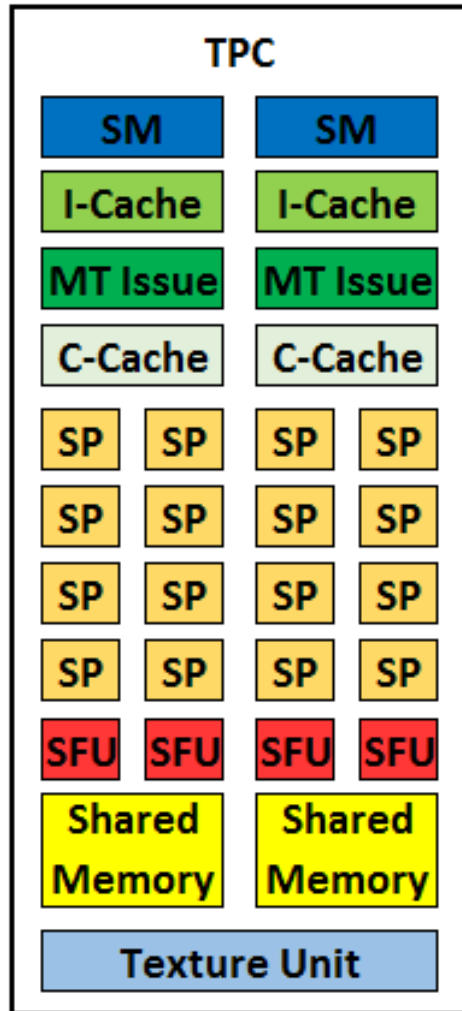 TPC
SM SM
I-Cache I-Cache
MT Issue MT Issue
C-Cache C-Cache
SP SP SP SP
SP SP SP SP
SP SP SP SP
SP SP SP SP
SFU SFU SFU SFU
Shared Shared
Memory Memory
Texture Unit